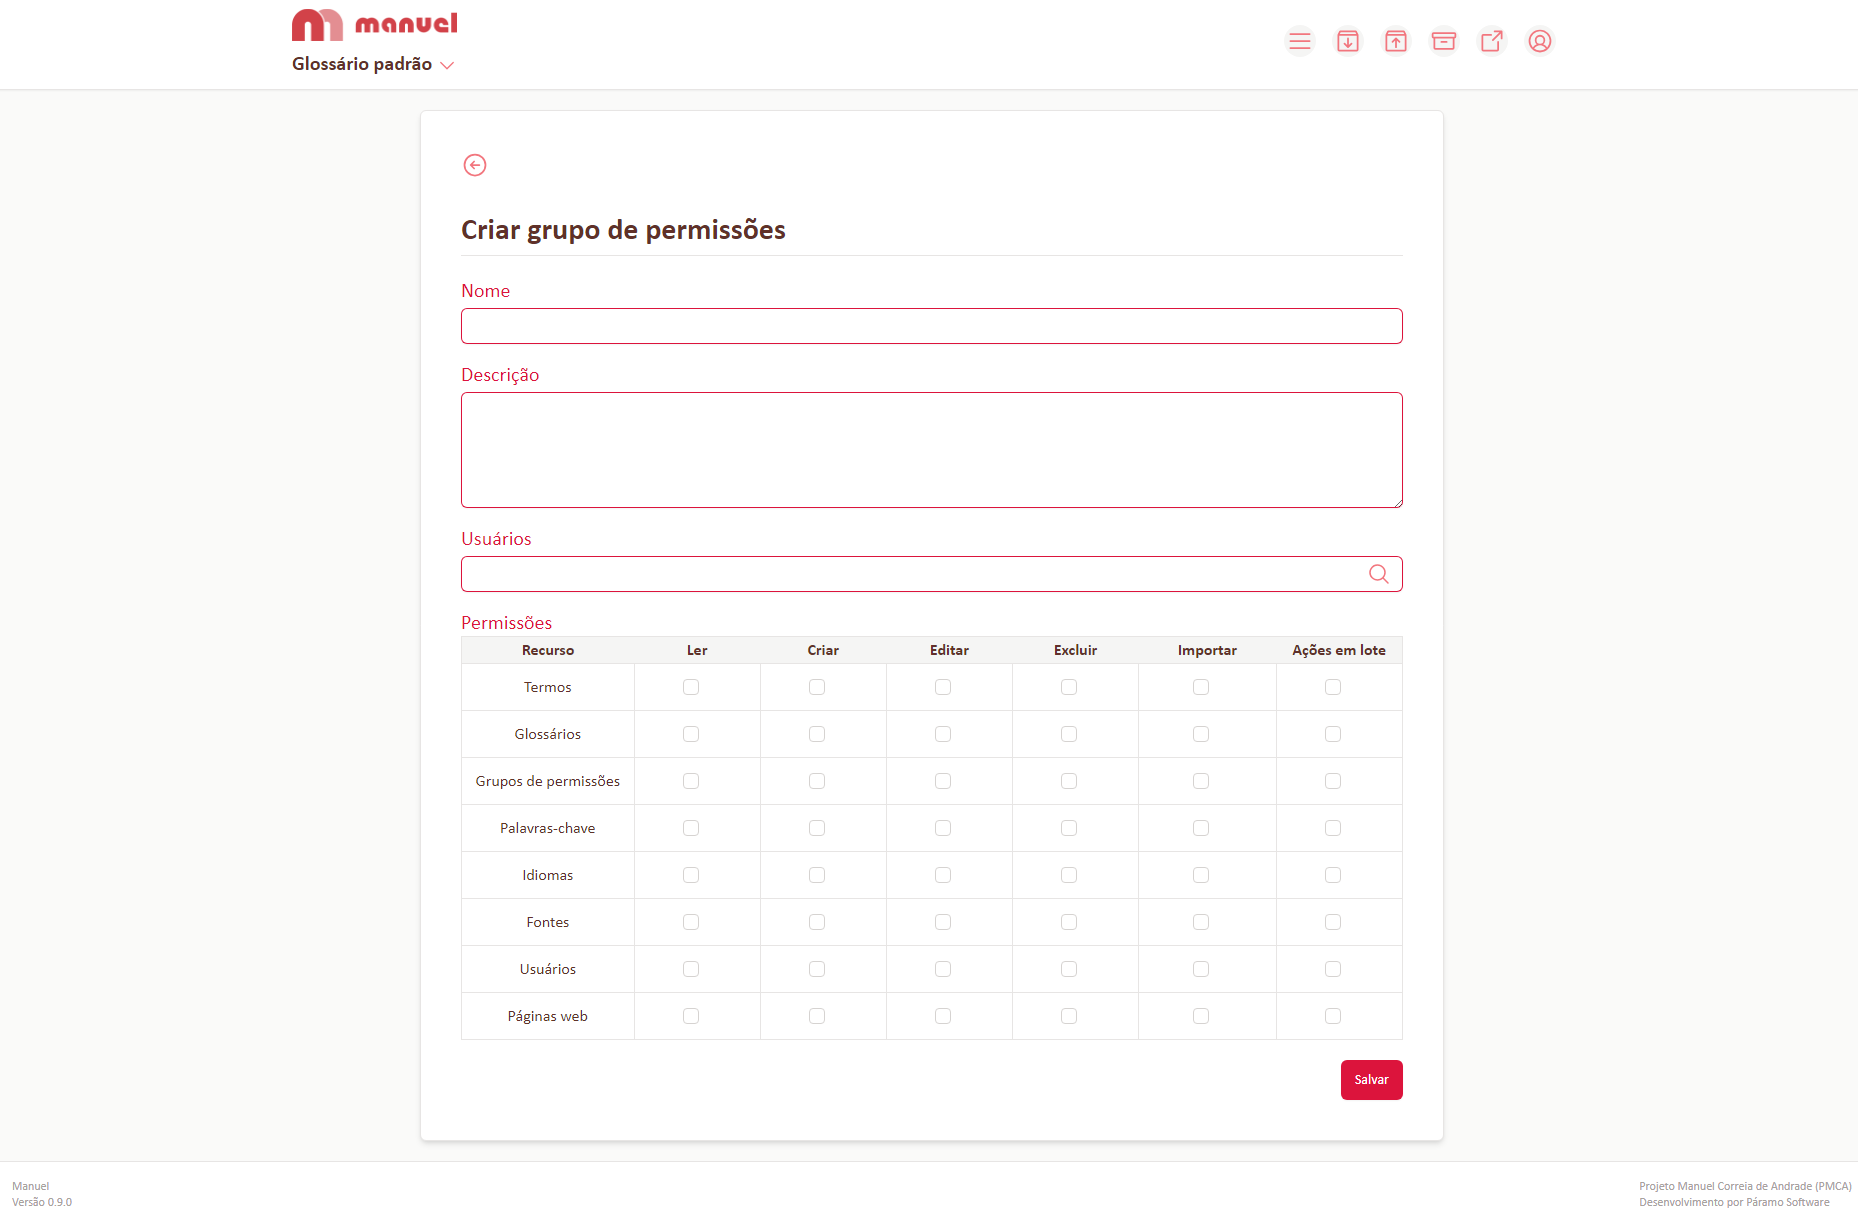 manuel
Glossário padrão
Criar grupo de permissões
Nome
Descrição
Usuários
Permissões
Recurso Ler Criar Editar Excluir Importar Ações em lote
Termos
Glossários
Grupos de permissões
Palavras-chave
Idiomas
Fontes
Usuários
Páginas web
Salvar
Manuel
Versão 0.9.0
Projeto Manuel Correia de Andrade (PMCA)
Desenvolvimento por Páramo Software